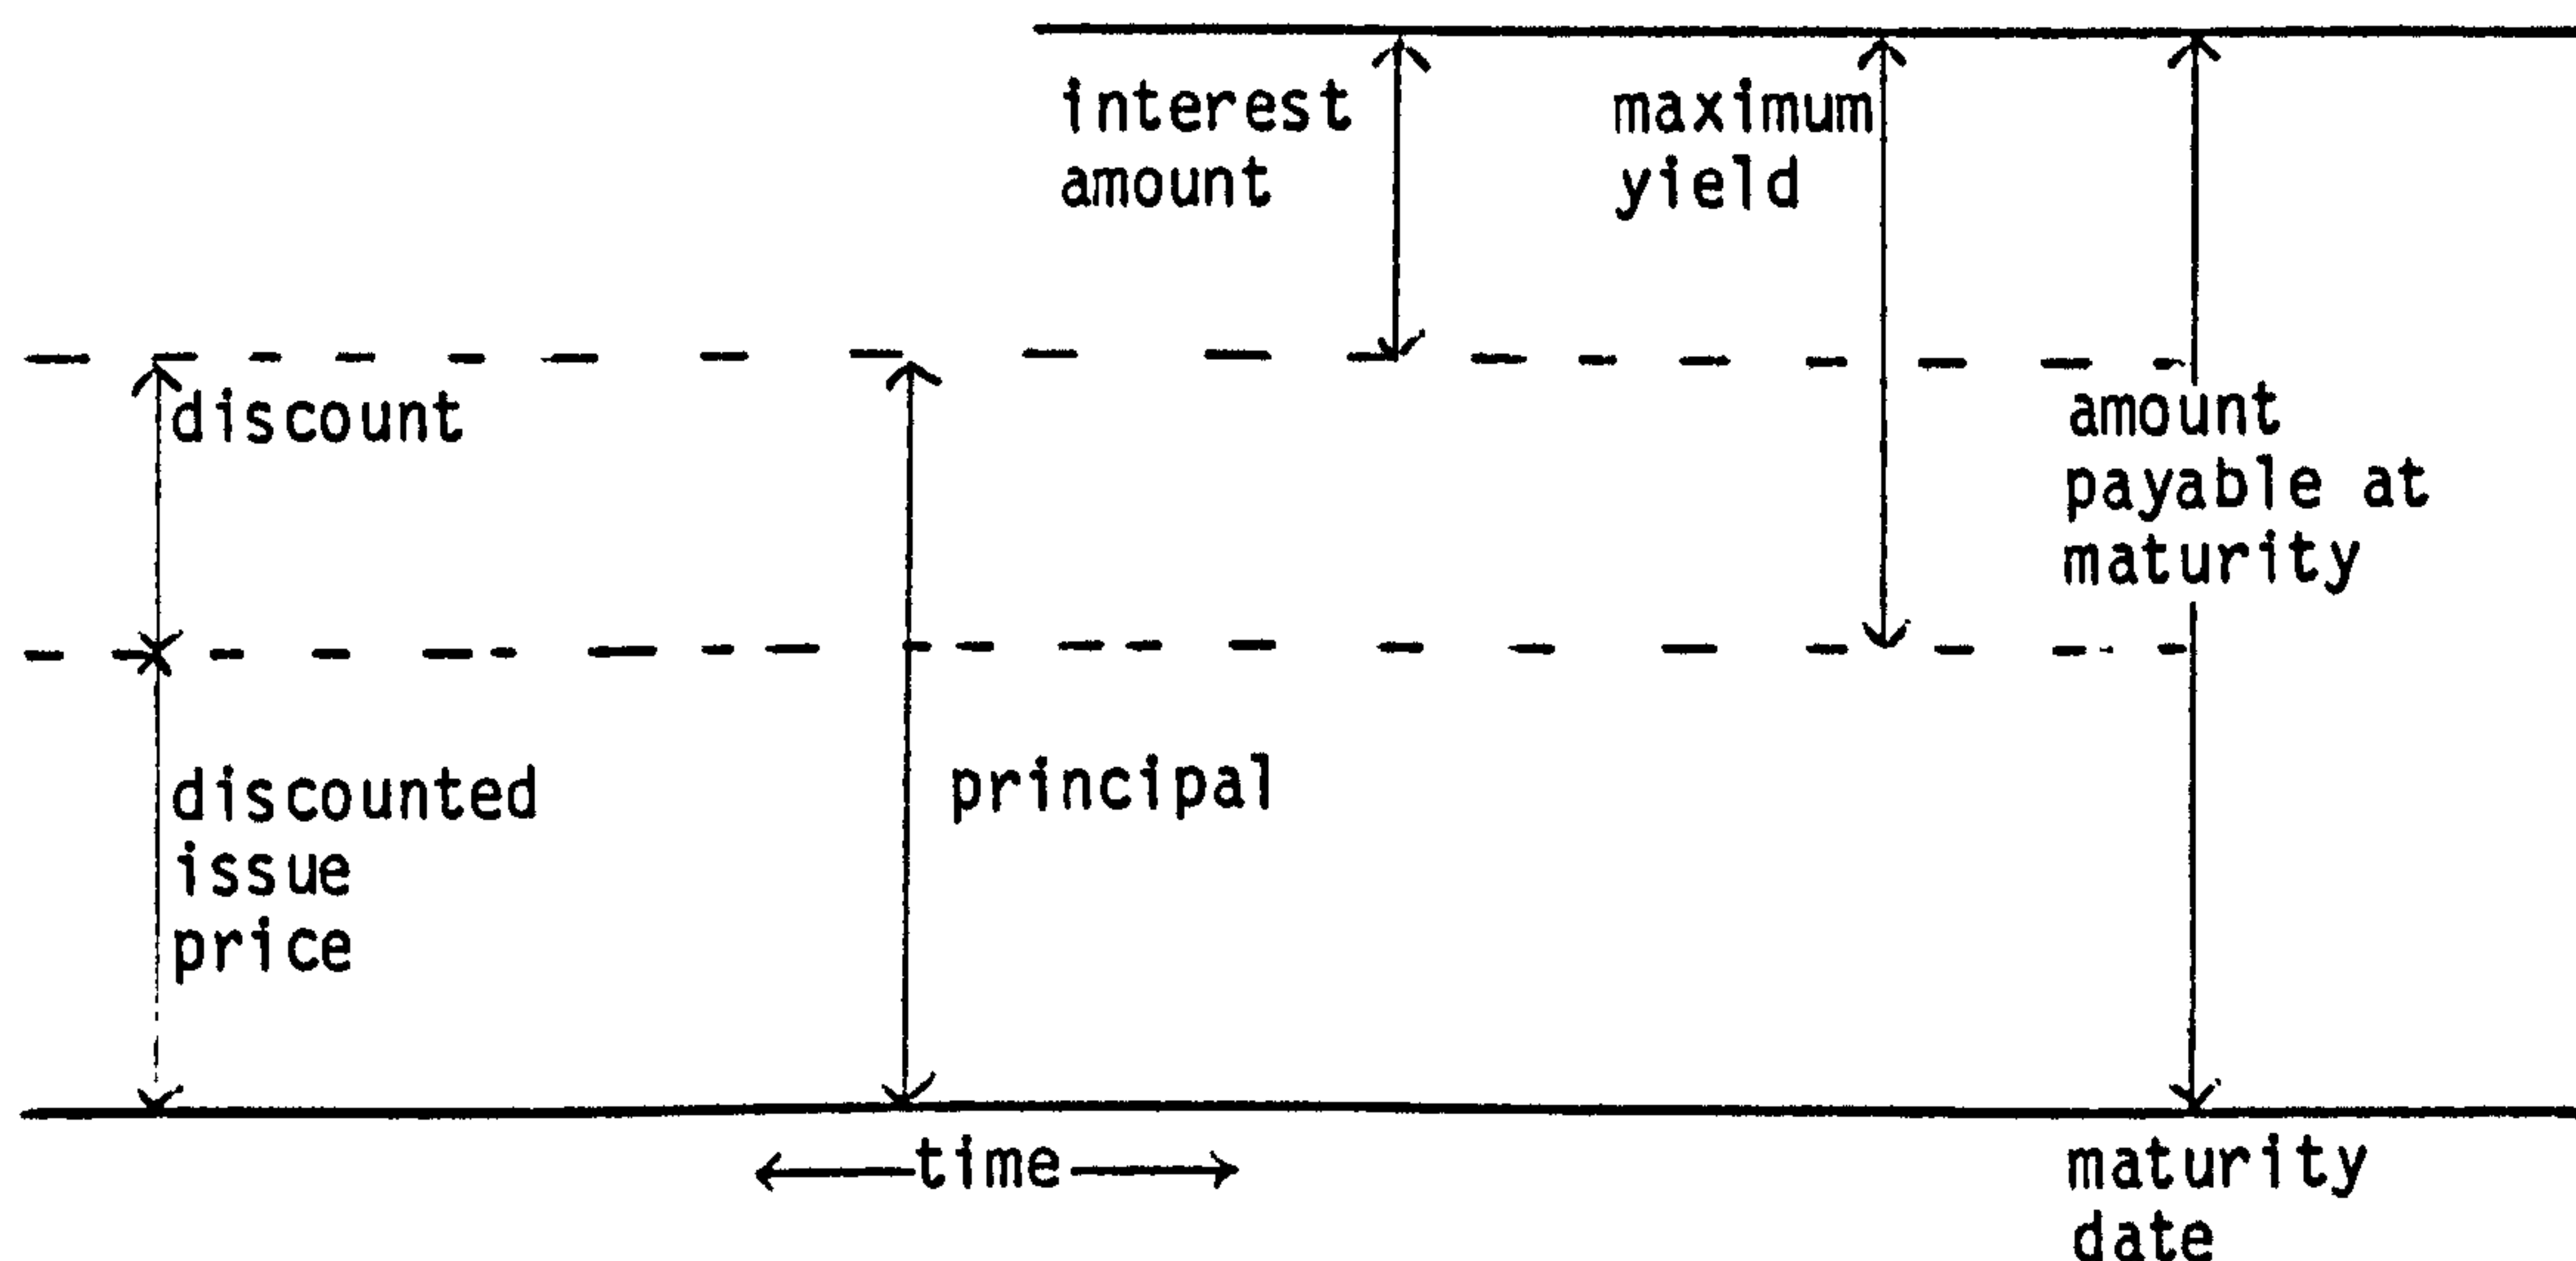 interest
amount
maximum
yield
discount
amount
payable at
maturity
discounted
issue
price
principal
time
maturity
date